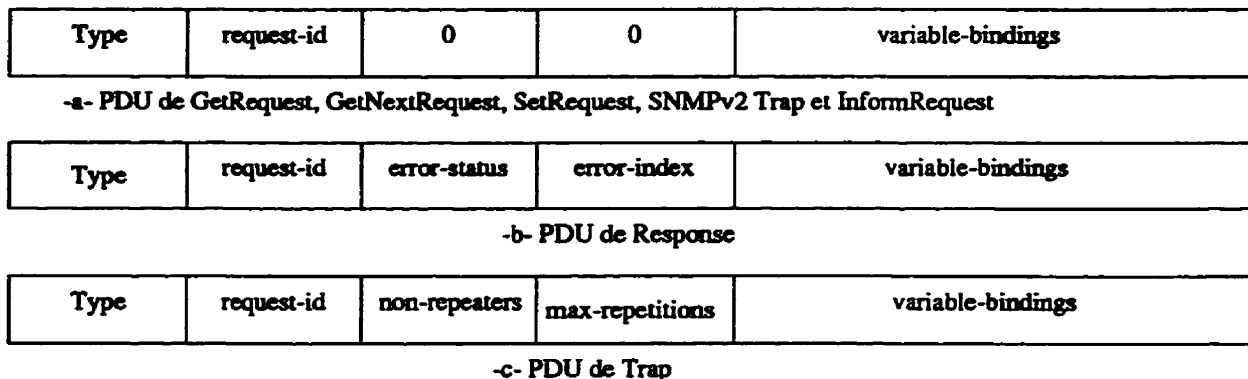 Type request-id 0 0 variable-bindings
-a- PDU de GetRequest, GetNextRequest, SetRequest, SNMPv2 Trap et InformRequest
Type request-id error-status error-index variable-bindings
-b- PDU de Response
Type request-id non-repeaters max-repetitions variable-bindings
-c- PDU de Trap